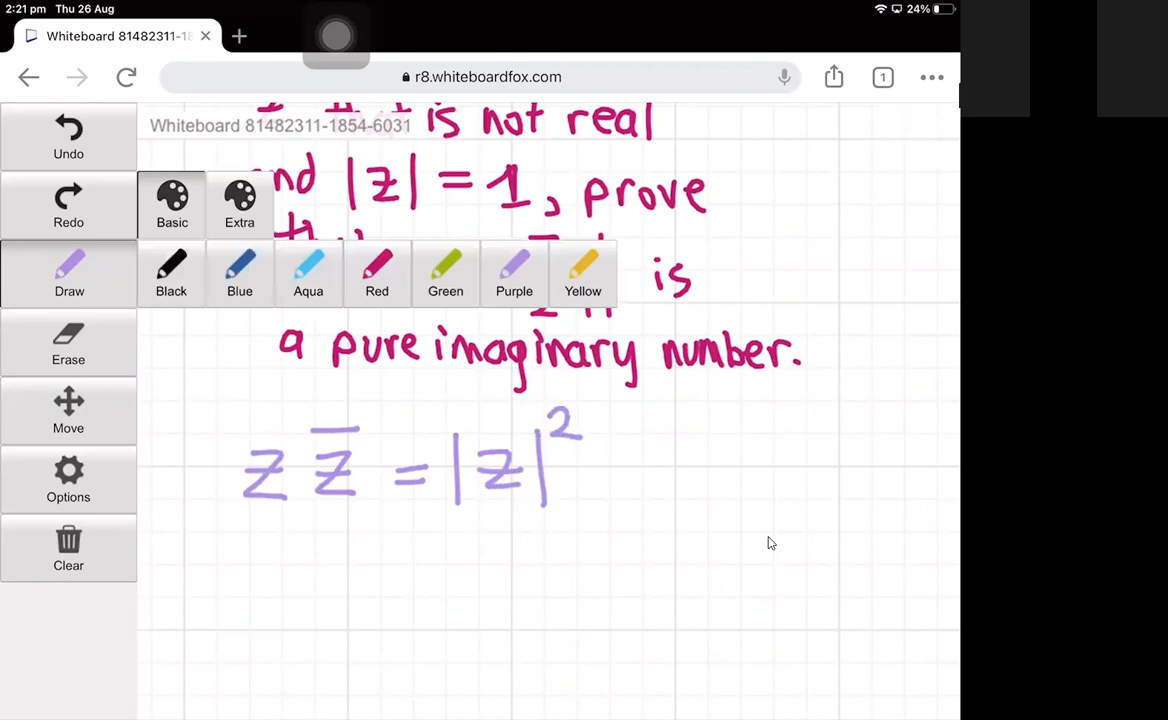 2:21 pm Thu 26 Aug 24%
Whiteboard 81482311-18
r8.whiteboardfox.com 1
Whiteboard 81482311-1854-6031
is not real
Undo
nd |z| = 1, prove
Redo
Basic Extra
Draw
Black Blue Aqua Red Green Purple Yellow
is
Erase
a pure imaginary number.
Move
z z̅ = |z|²
Options
Clear